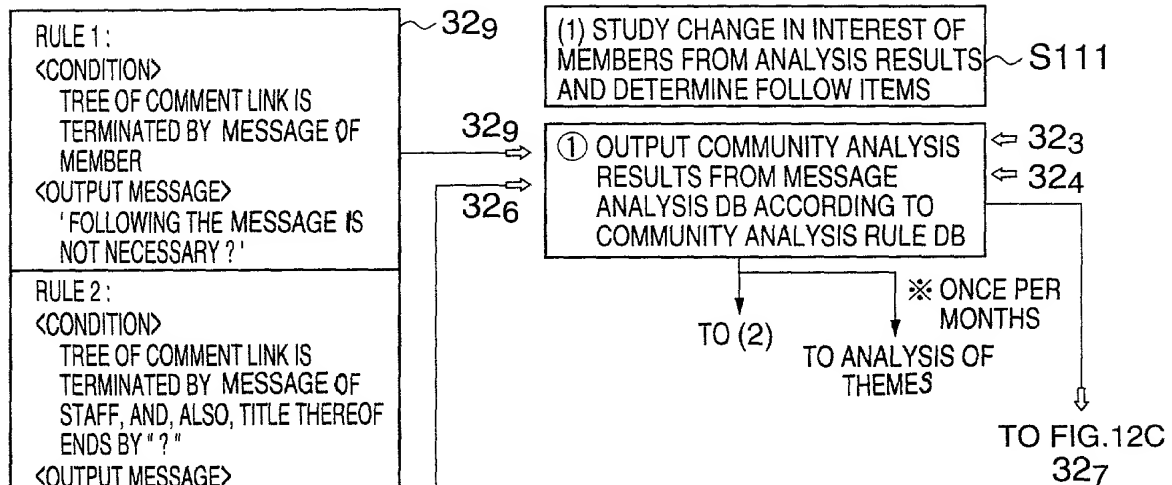 RULE 1 :
<CONDITION>
TREE OF COMMENT LINK IS
TERMINATED BY MESSAGE OF
MEMBER
<OUTPUT MESSAGE>
' FOLLOWING THE MESSAGE IS
NOT NECESSARY ? '
RULE 2 :
<CONDITION>
TREE OF COMMENT LINK IS
TERMINATED BY MESSAGE OF
STAFF, AND, ALSO, TITLE THEREOF
ENDS BY " ? "
<OUTPUT MESSAGE>
32₉
(1) STUDY CHANGE IN INTEREST OF
MEMBERS FROM ANALYSIS RESULTS
AND DETERMINE FOLLOW ITEMS
S111
32₉
32₆
① OUTPUT COMMUNITY ANALYSIS
RESULTS FROM MESSAGE
ANALYSIS DB ACCORDING TO
COMMUNITY ANALYSIS RULE DB
32₃
32₄
TO (2)
※ ONCE PER
MONTHS
TO ANALYSIS OF
THEMES
TO FIG.12C
32₇